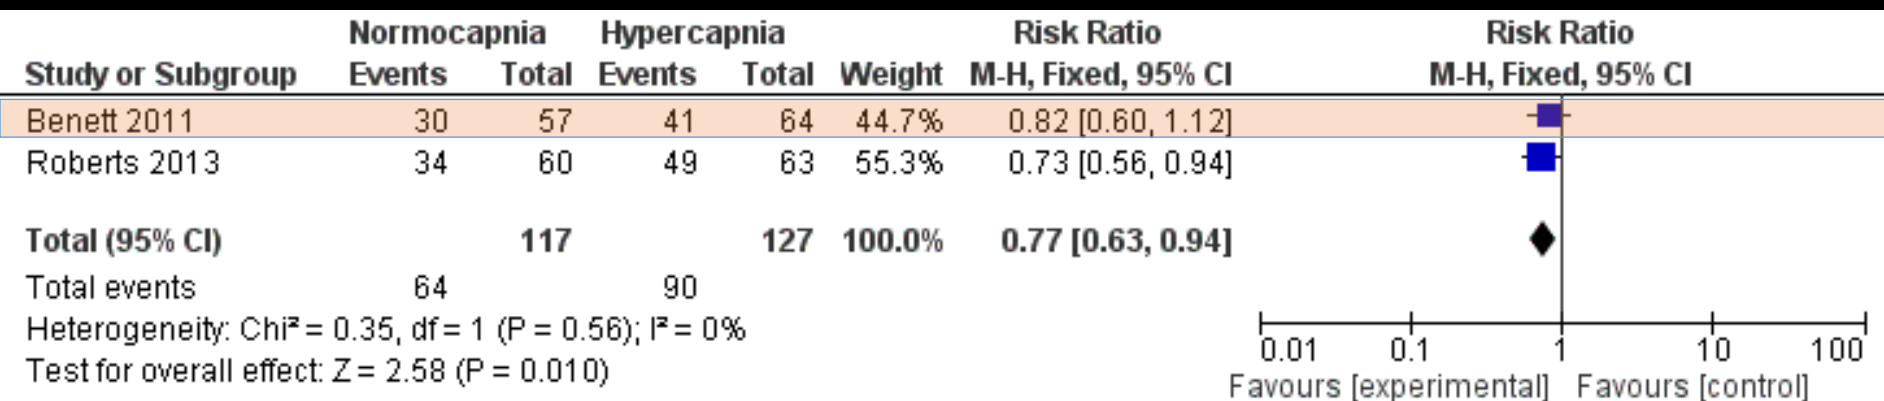 Normocapnia Hypercapnia Risk Ratio Risk Ratio
Study or Subgroup Events Total Events Total Weight M-H, Fixed, 95% CI M-H, Fixed, 95% CI
Benett 2011 30 57 41 64 44.7% 0.82 [0.60, 1.12]
Roberts 2013 34 60 49 63 55.3% 0.73 [0.56, 0.94]
Total (95% CI) 117 127 100.0% 0.77 [0.63, 0.94]
Total events 64 90
Heterogeneity: Chi² = 0.35, df = 1 (P = 0.56); I² = 0%
Test for overall effect: Z = 2.58 (P = 0.010)
0.01 0.1 1 10 100
Favours [experimental] Favours [control]